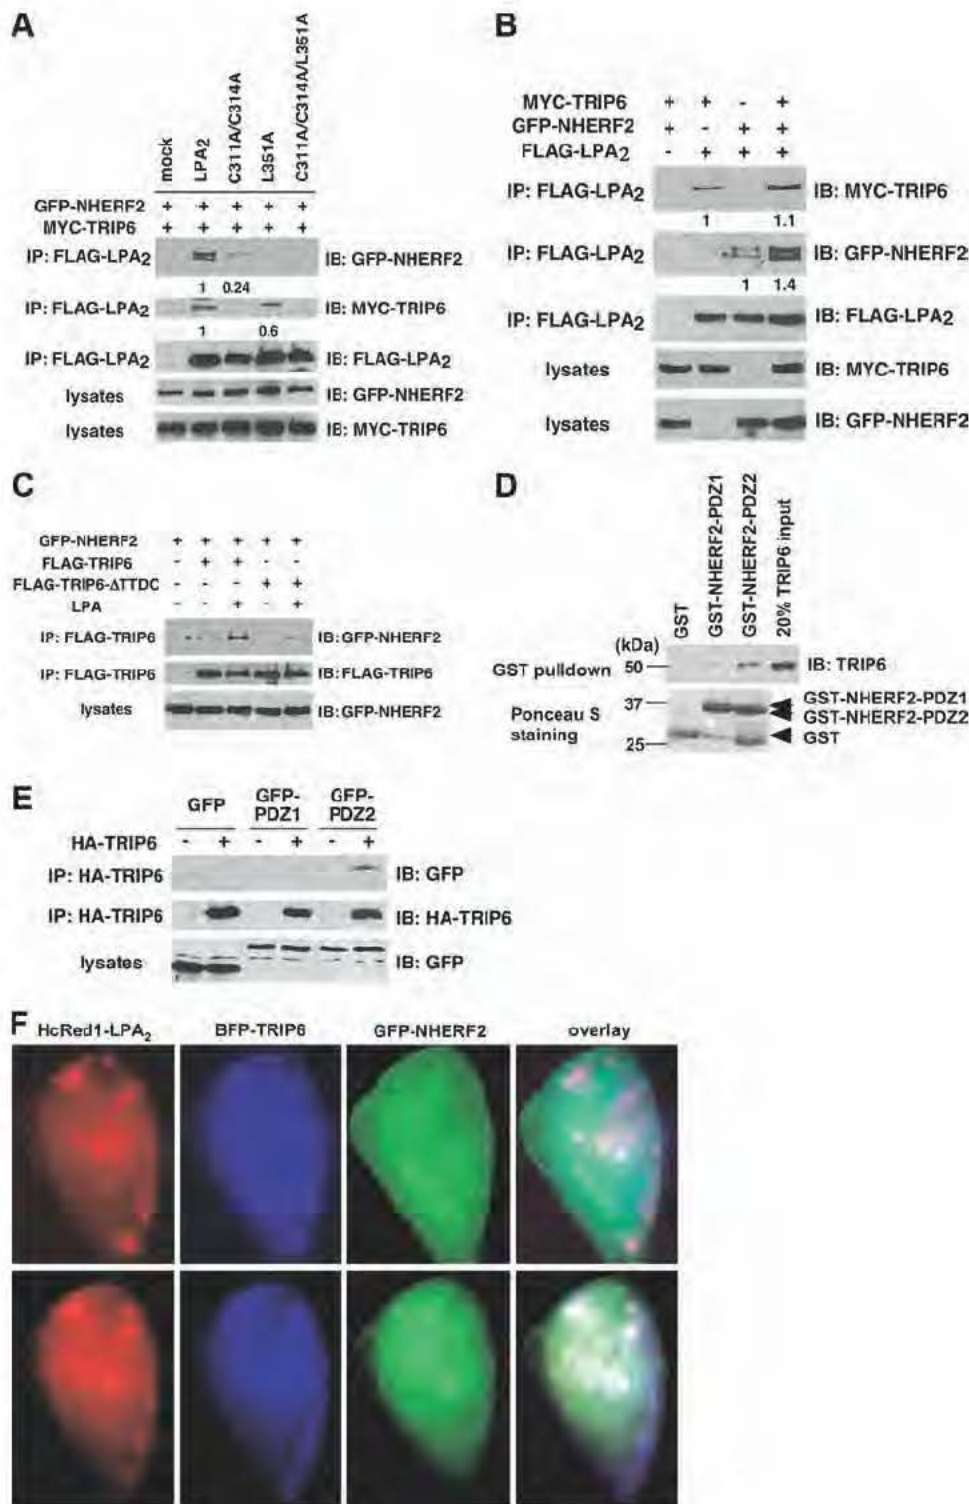 A
mock
LPA2
C311A/C314A
L351A
C311A/C314A/L351A
GFP-NHERF2 + + + + +
MYC-TRIP6 + + + + +
IP: FLAG-LPA2 IB: GFP-NHERF2
1 0.24
IP: FLAG-LPA2 IB: MYC-TRIP6
1 0.6
IP: FLAG-LPA2 IB: FLAG-LPA2
lysates IB: GFP-NHERF2
lysates IB: MYC-TRIP6
B
MYC-TRIP6 + + - +
GFP-NHERF2 + - + +
FLAG-LPA2 - + + +
IP: FLAG-LPA2 IB: MYC-TRIP6
1 1.1
IP: FLAG-LPA2 IB: GFP-NHERF2
1 1.4
IP: FLAG-LPA2 IB: FLAG-LPA2
lysates IB: MYC-TRIP6
lysates IB: GFP-NHERF2
C
GFP-NHERF2 + + + + +
FLAG-TRIP6 - + + - -
FLAG-TRIP6-ΔTTDC - - - + +
LPA - - + - +
IP: FLAG-TRIP6 IB: GFP-NHERF2
IP: FLAG-TRIP6 IB: FLAG-TRIP6
lysates IB: GFP-NHERF2
D
GST
GST-NHERF2-PDZ1
GST-NHERF2-PDZ2
20% TRIP6 input
(kDa)
GST pulldown 50 IB: TRIP6
Ponceau S staining
37
25
GST-NHERF2-PDZ1
GST-NHERF2-PDZ2
GST
E
GFP GFP-PDZ1 GFP-PDZ2
HA-TRIP6 - + - + - +
IP: HA-TRIP6 IB: GFP
IP: HA-TRIP6 IB: HA-TRIP6
lysates IB: GFP
F
HcRed1-LPA2 BFP-TRIP6 GFP-NHERF2 overlay